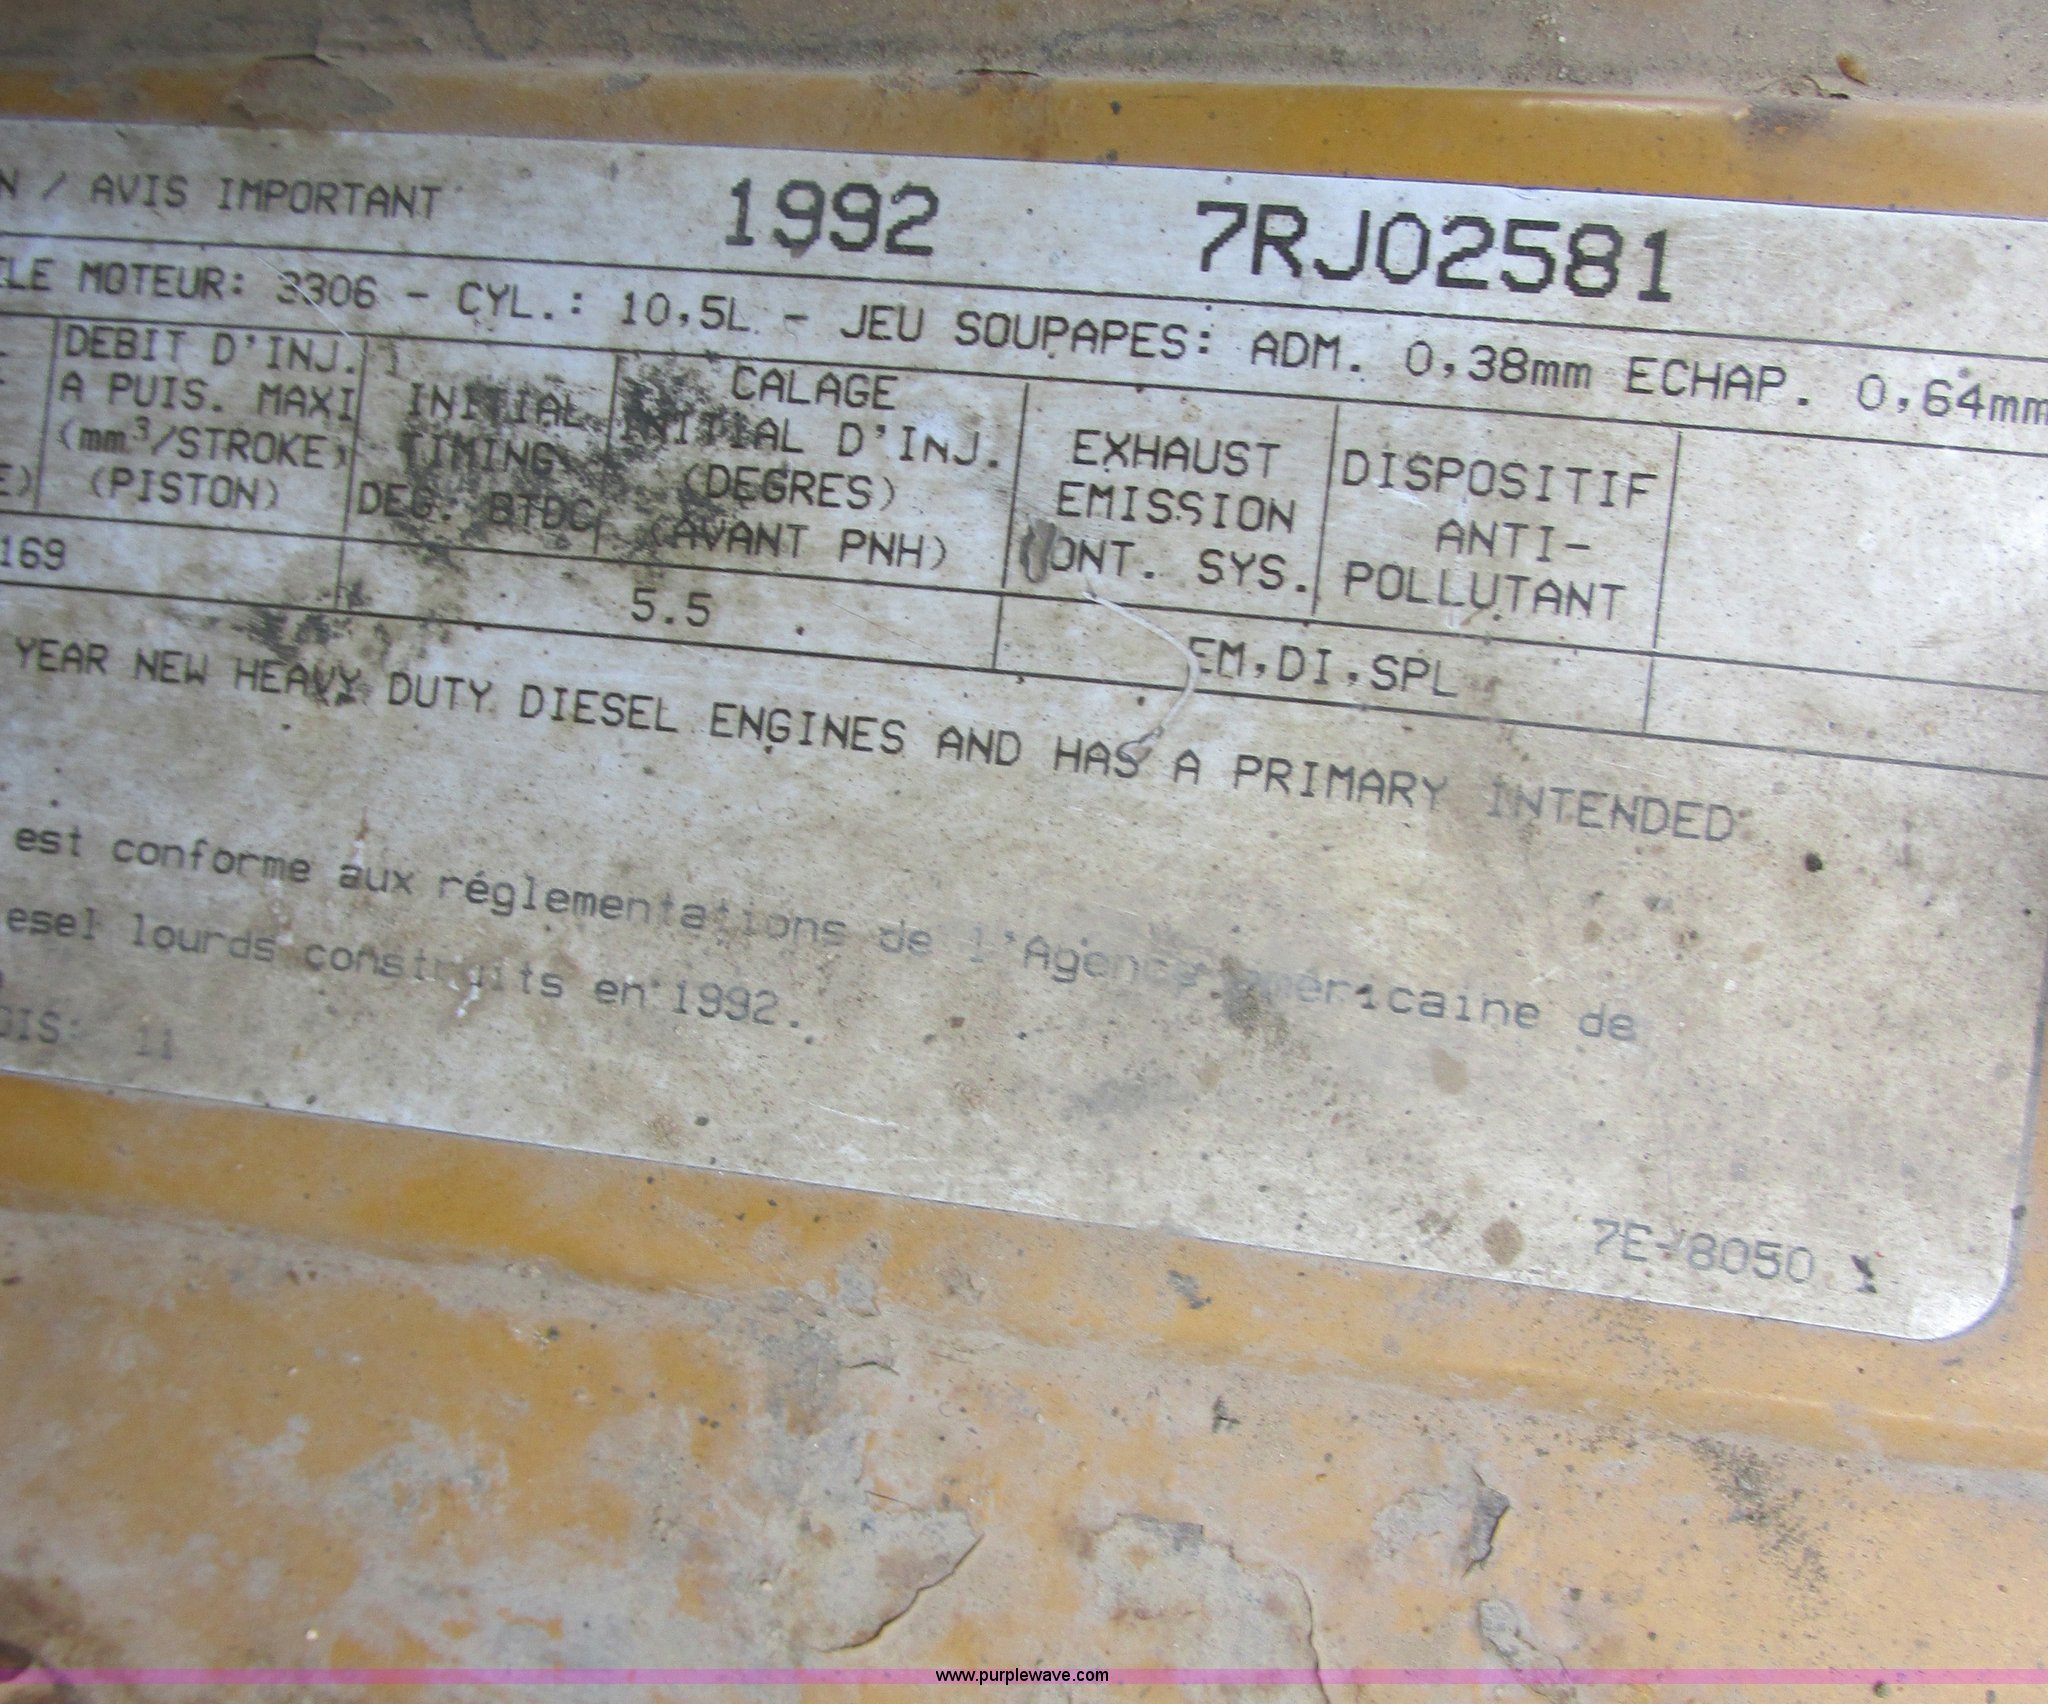 N / AVIS IMPORTANT 1992 7RJ02581
ÈLE MOTEUR: 3306 - CYL.: 10,5L - JEU SOUPAPES: ADM. 0,38mm ECHAP. 0,64mm
DEBIT D'INJ.
A PUIS. MAXI
(mm³/STROKE)
(PISTON)
INITIAL
TIMING
DEG. BTDC
CALAGE
INITIAL D'INJ.
(DEGRES)
(AVANT PNH)
EXHAUST
EMISSION
CONT. SYS.
DISPOSITIF
ANTI-
POLLUTANT
169 5.5 EM,DI,SPL
YEAR NEW HEAVY DUTY DIESEL ENGINES AND HAS A PRIMARY INTENDED
est conforme aux réglementations de l'Agence américaine de
esel lourds construits en 1992.
OIS: 11
7E-8050 1
www.purplewave.com